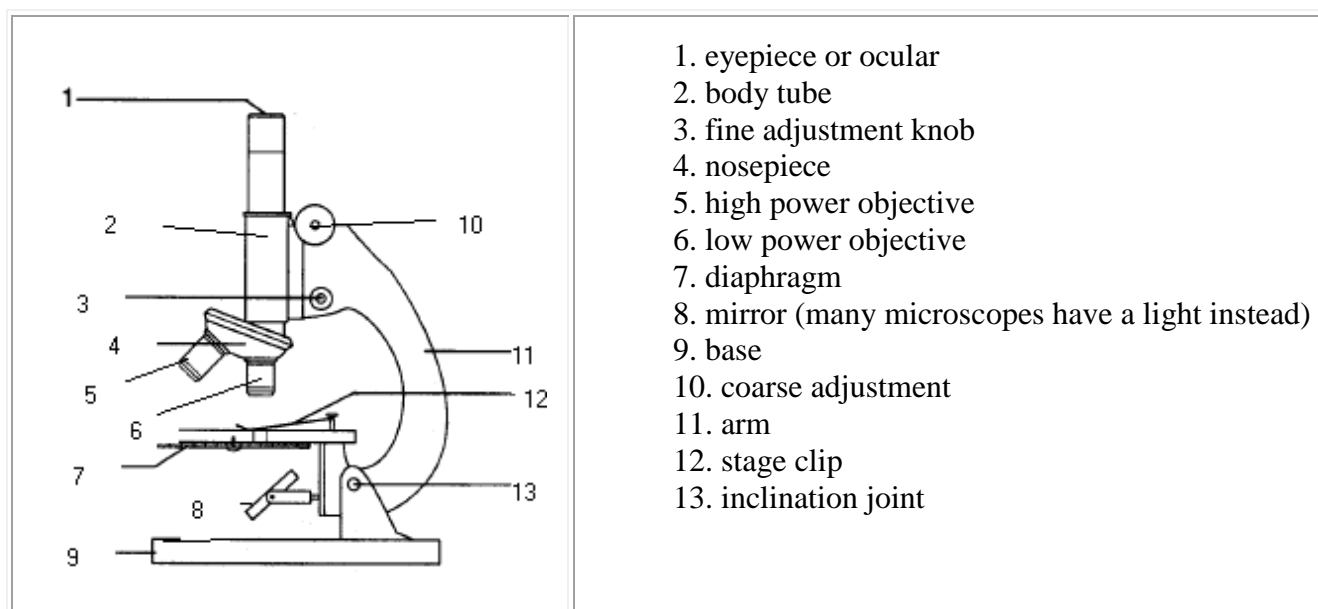 1
2
10
3
4
11
5
12
6
7
8
13
9
1. eyepiece or ocular
2. body tube
3. fine adjustment knob
4. nosepiece
5. high power objective
6. low power objective
7. diaphragm
8. mirror (many microscopes have a light instead)
9. base
10. coarse adjustment
11. arm
12. stage clip
13. inclination joint